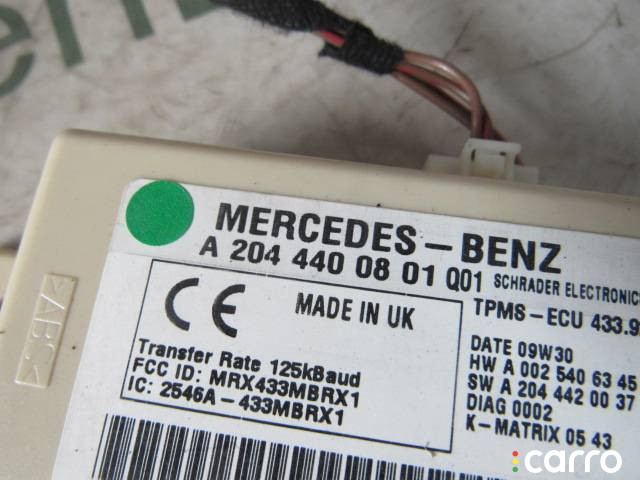 MERCEDES-BENZ
A 204 440 08 01 Q01 SCHRADER ELECTRONIC
TPMS-ECU 433.9
CE MADE IN UK
DATE 09W30
HW A 002 540 63 45
SW A 204 442 00 37
DIAG 0002
K-MATRIX 05 43
Transfer Rate 125kBaud
FCC ID: MRX433MBRX1
IC: 2546A-433MBRX1
>ABS<
carro